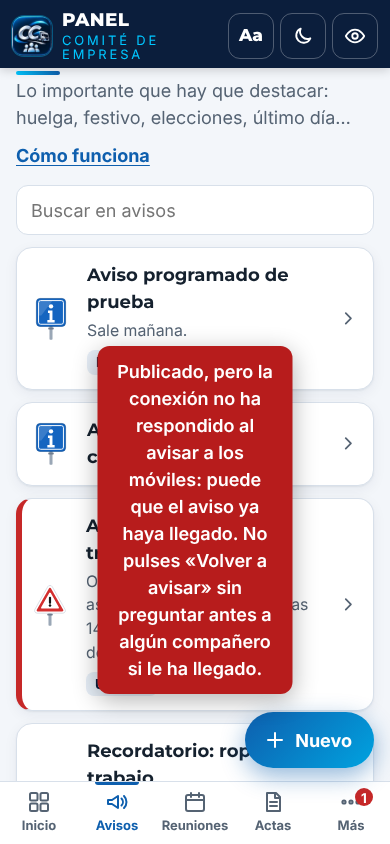 PANEL
COMITÉ DE
EMPRESA
Aa
Lo importante que hay que destacar:
huelga, festivo, elecciones, último día...
Cómo funciona
Buscar en avisos
Aviso programado de
prueba
Sale mañana.
Publicado, pero la
conexión no ha
respondido al
avisar a los
móviles: puede
que el aviso ya
haya llegado. No
pulses «Volver a
avisar» sin
preguntar antes a
algún compañero
si le ha llegado.
Recordatorio:
trabajo
Nuevo
Inicio
Avisos
Reuniones
Actas
Más
1